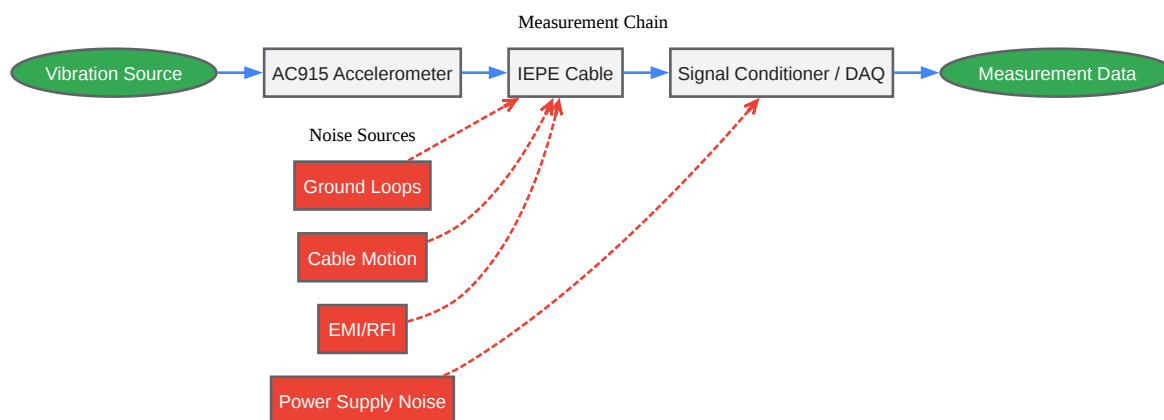 Measurement Chain
Vibration Source
AC915 Accelerometer
IEPE Cable
Signal Conditioner / DAQ
Measurement Data
Noise Sources
Ground Loops
Cable Motion
EMI/RFI
Power Supply Noise